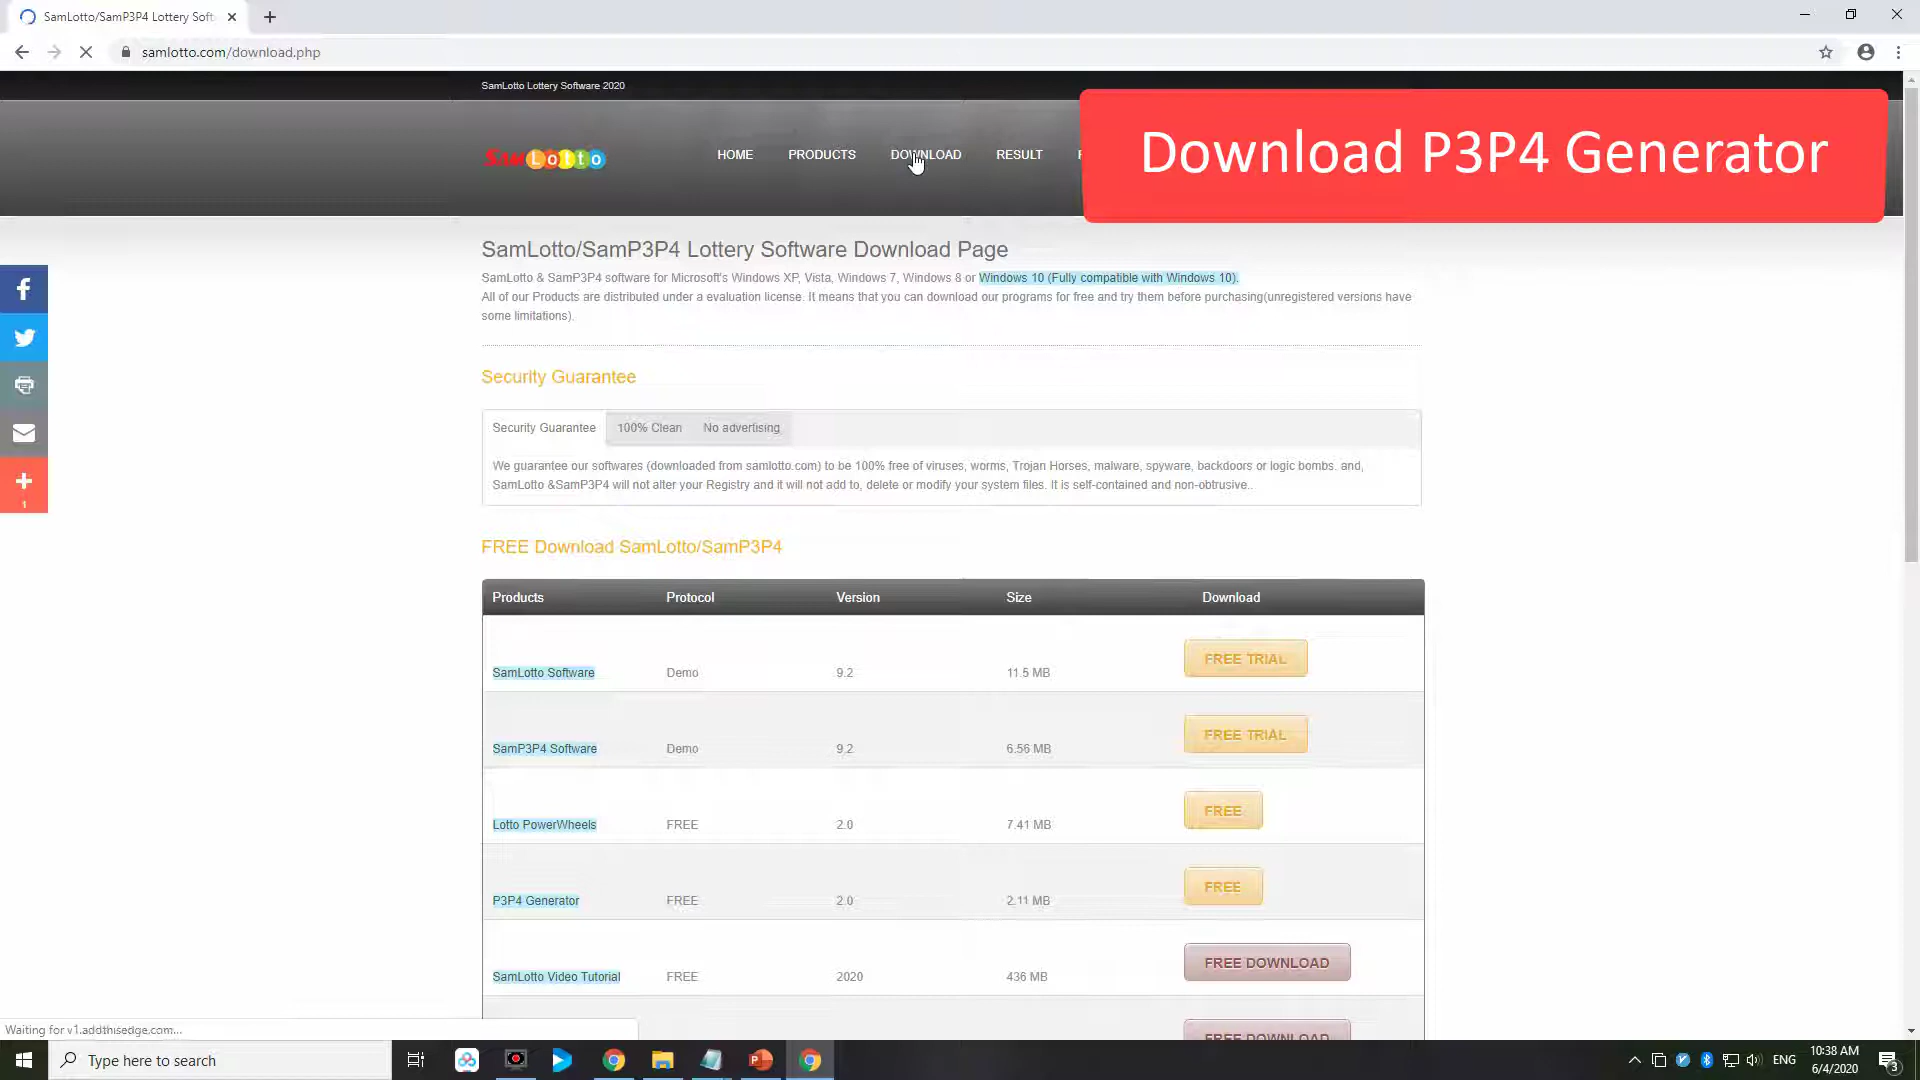 SamLotto/SamP3P4 Lottery Soft
samlotto.com/download.php
SamLotto Lottery Software 2020
SamLotto
HOME
PRODUCTS
DOWNLOAD
RESULT
Download P3P4 Generator
SamLotto/SamP3P4 Lottery Software Download Page
SamLotto & SamP3P4 software for Microsoft's Windows XP, Vista, Windows 7, Windows 8 or Windows 10 (Fully compatible with Windows 10).
All of our Products are distributed under a evaluation license. It means that you can download our programs for free and try them before purchasing(unregistered versions have
some limitations).
Security Guarantee
Security Guarantee 100% Clean No advertising
We guarantee our softwares (downloaded from samlotto.com) to be 100% free of viruses, worms, Trojan Horses, malware, spyware, backdoors or logic bombs. and,
SamLotto &SamP3P4 will not alter your Registry and it will not add to, delete or modify your system files. It is self-contained and non-obtrusive..
1
FREE Download SamLotto/SamP3P4
Products Protocol Version Size Download
SamLotto Software Demo 9.2 11.5 MB FREE TRIAL
SamP3P4 Software Demo 9.2 6.56 MB FREE TRIAL
Lotto PowerWheels FREE 2.0 7.41 MB FREE
P3P4 Generator FREE 2.0 2.11 MB FREE
SamLotto Video Tutorial FREE 2020 436 MB FREE DOWNLOAD
FREE DOWNLOAD
Waiting for v1.addthisedge.com...
Type here to search
ENG
10:38 AM
6/4/2020
3